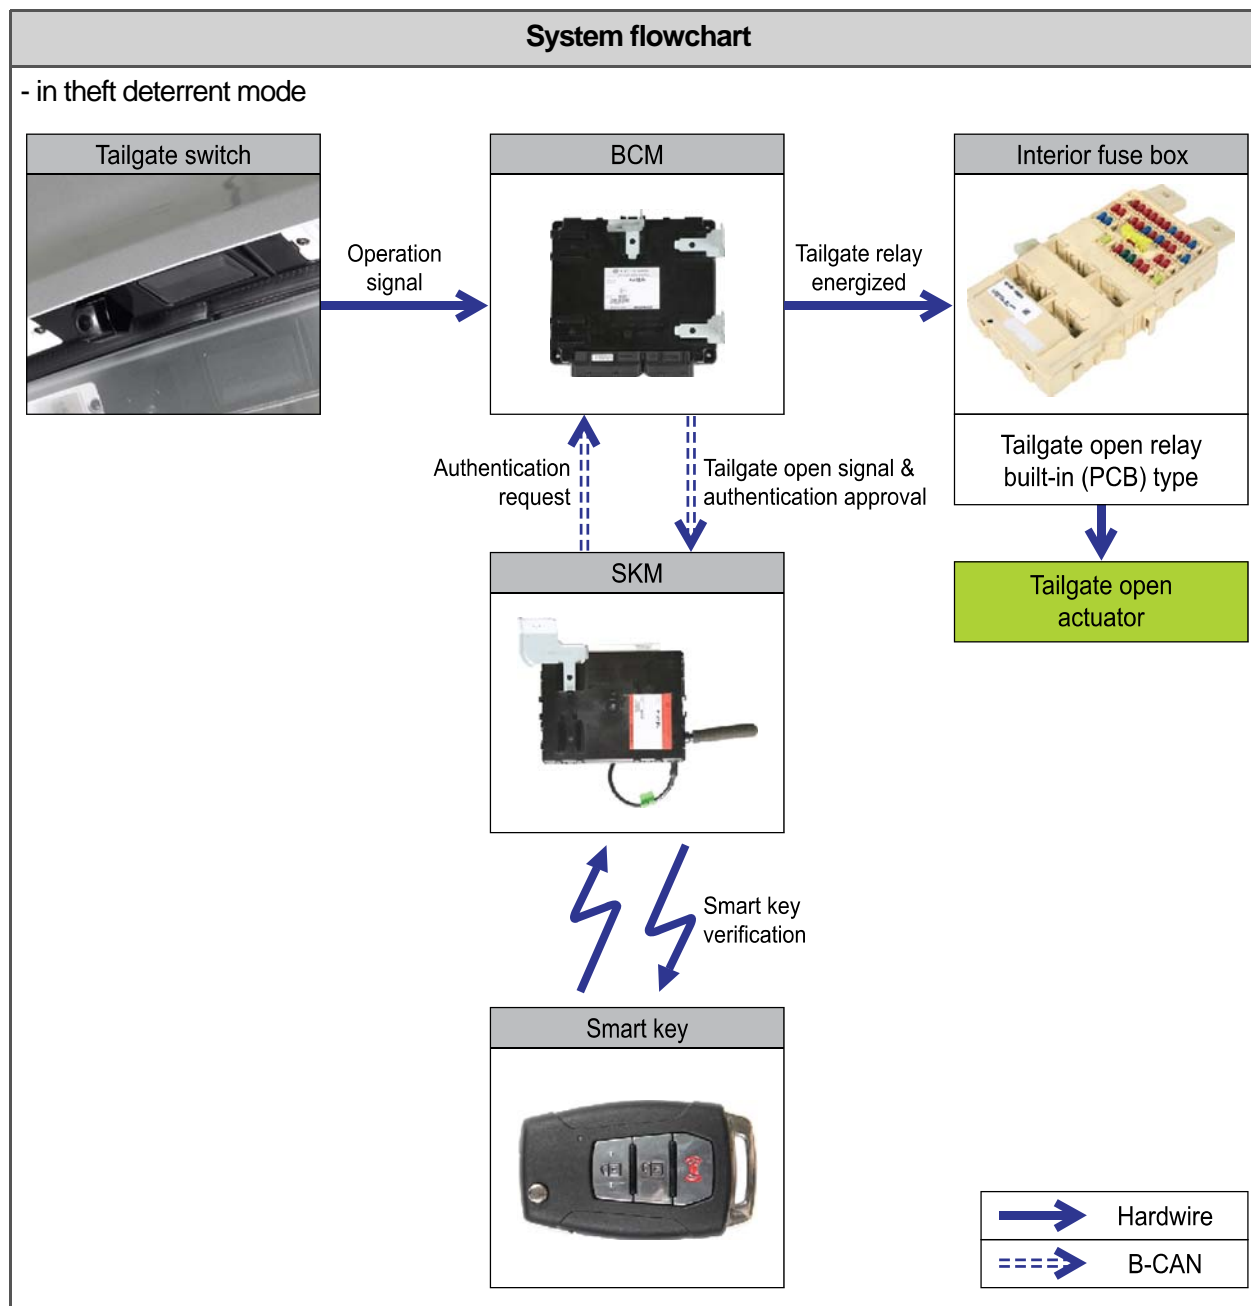 System flowchart
- in theft deterrent mode
Tailgate switch
BCM
Interior fuse box
Operation
signal
Tailgate relay
energized
Authentication
request
Tailgate open signal &
authentication approval
Tailgate open relay
built-in (PCB) type
SKM
Tailgate open
actuator
Smart key
verification
Smart key
Hardwire
B-CAN